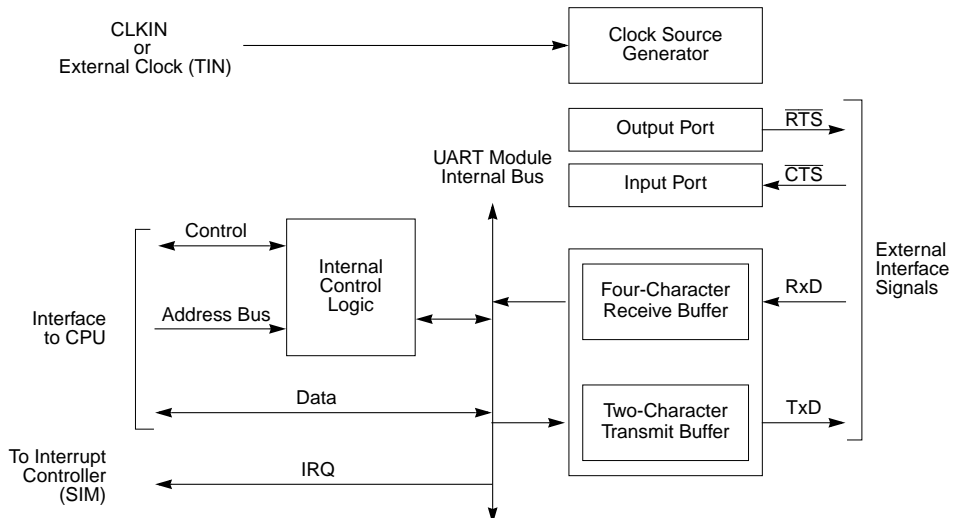 CLKIN
or
External Clock (TIN)
Clock Source
Generator
Output Port
RTS
UART Module
Internal Bus
Input Port
CTS
Control
Internal
Control
Logic
External
Interface
Signals
Four-Character
Receive Buffer
RxD
Interface
to CPU
Address Bus
Data
Two-Character
Transmit Buffer
TxD
To Interrupt
Controller
(SIM)
IRQ